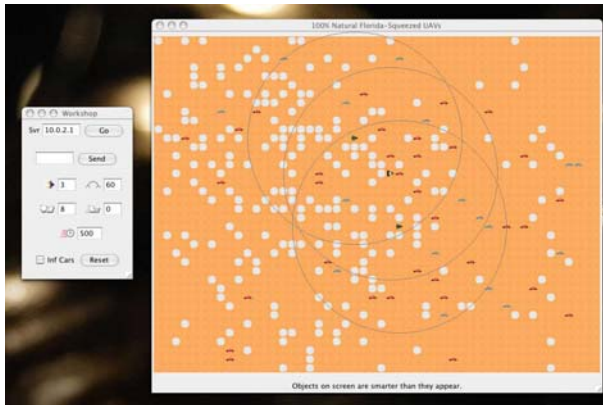 100% Natural Florida-Squeezed UAVs
Workshop
Svr 10.0.2.1 Go
Send
3 60
8 0
500
Inf Cars Reset
Objects on screen are smarter than they appear.